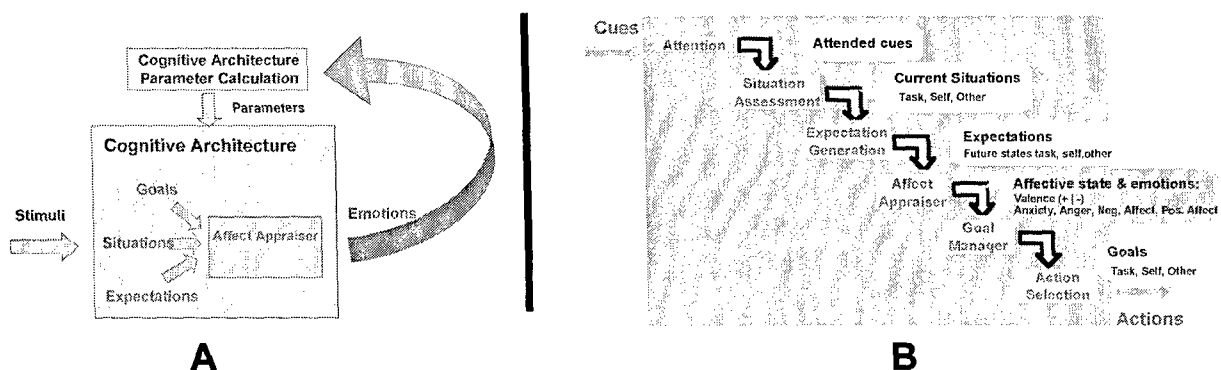 Cognitive Architecture
Parameter Calculation
Parameters
Cognitive Architecture
Goals
Stimuli
Situations
Affect Appraiser
Emotions
Expectations
A
Cues
Attention
Attended cues
Situation
Assessment
Current Situations
Task, Self, Other
Expectation
Generation
Expectations
Future states task, self,other
Affect
Appraiser
Affective state & emotions:
Valence (+ | -)
Anxiety, Anger, Neg, Affect, Pos. Affect
Goal
Manager
Goals
Task, Self, Other
Action
Selection
Actions
B